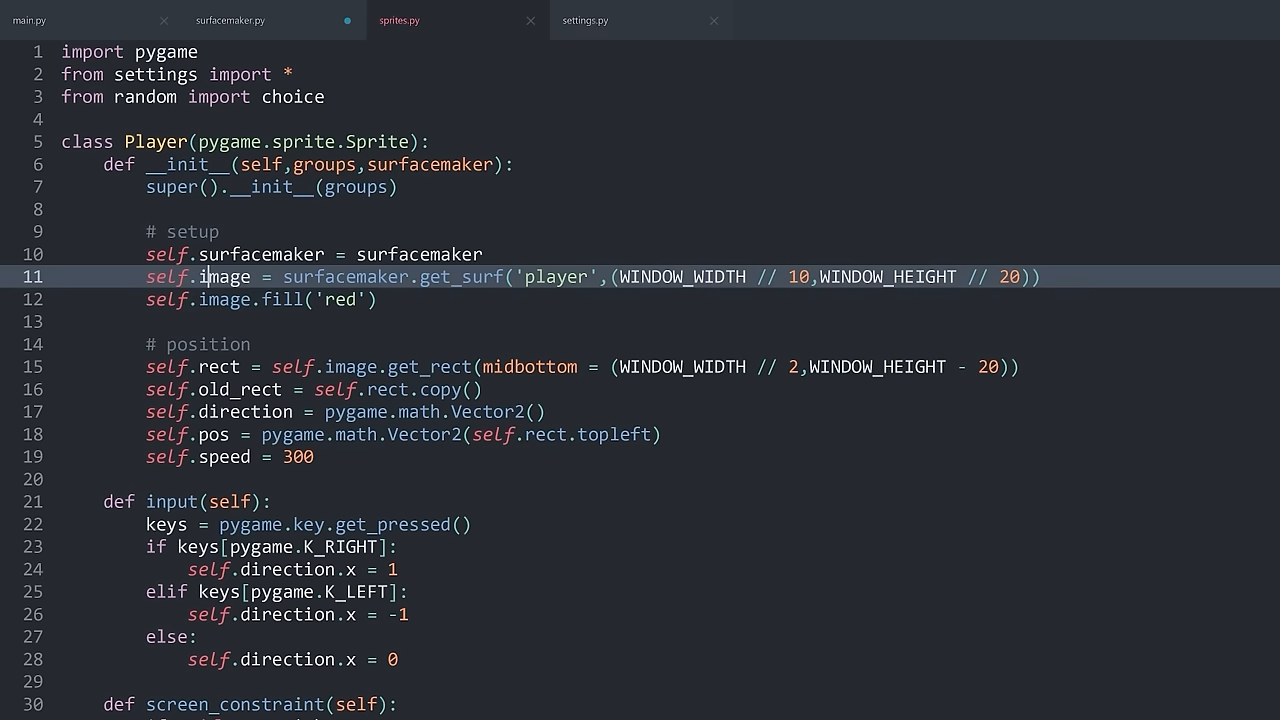 main.py
surfacemaker.py
sprites.py
settings.py
1 import pygame
2 from settings import *
3 from random import choice
4
5 class Player(pygame.sprite.Sprite):
6     def __init__(self,groups,surfacemaker):
7         super().__init__(groups)
8
9         # setup
10         self.surfacemaker = surfacemaker
11         self.image = surfacemaker.get_surf('player',(WINDOW_WIDTH // 10,WINDOW_HEIGHT // 20))
12         self.image.fill('red')
13
14         # position
15         self.rect = self.image.get_rect(midbottom = (WINDOW_WIDTH // 2,WINDOW_HEIGHT - 20))
16         self.old_rect = self.rect.copy()
17         self.direction = pygame.math.Vector2()
18         self.pos = pygame.math.Vector2(self.rect.topleft)
19         self.speed = 300
20
21     def input(self):
22         keys = pygame.key.get_pressed()
23         if keys[pygame.K_RIGHT]:
24             self.direction.x = 1
25         elif keys[pygame.K_LEFT]:
26             self.direction.x = -1
27         else:
28             self.direction.x = 0
29
30     def screen_constraint(self):